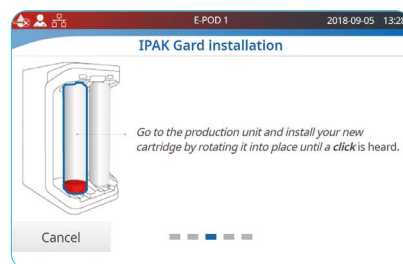 E-POD 1 2018-09-05 13:28
IPAK Gard installation
Go to the production unit and install your new
cartridge by rotating it into place until a click is heard.
Cancel